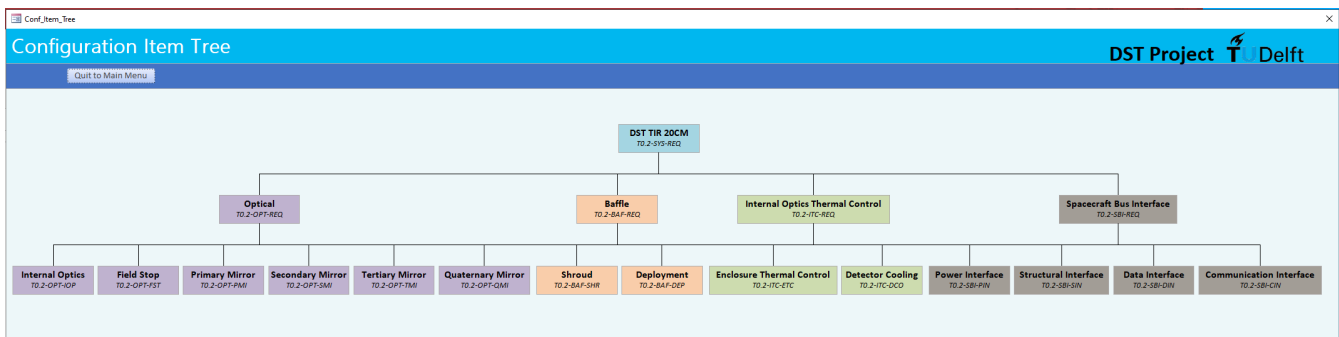 Conf_Item_Tree
Configuration Item Tree
DST Project TU Delft
Quit to Main Menu
DST TIR 20CM
T0.2-SYS-REQ
Optical
T0.2-OPT-REQ
Baffle
T0.2-BAF-REQ
Internal Optics Thermal Control
T0.2-ITC-REQ
Spacecraft Bus Interface
T0.2-SBI-REQ
Internal Optics
T0.2-OPT-IOP
Field Stop
T0.2-OPT-FST
Primary Mirror
T0.2-OPT-PMI
Secondary Mirror
T0.2-OPT-SMI
Tertiary Mirror
T0.2-OPT-TMI
Quaternary Mirror
T0.2-OPT-QMI
Shroud
T0.2-BAF-SHR
Deployment
T0.2-BAF-DEP
Enclosure Thermal Control
T0.2-ITC-ETC
Detector Cooling
T0.2-ITC-DCO
Power Interface
T0.2-SBI-PIN
Structural Interface
T0.2-SBI-SIN
Data Interface
T0.2-SBI-DIN
Communication Interface
T0.2-SBI-CIN